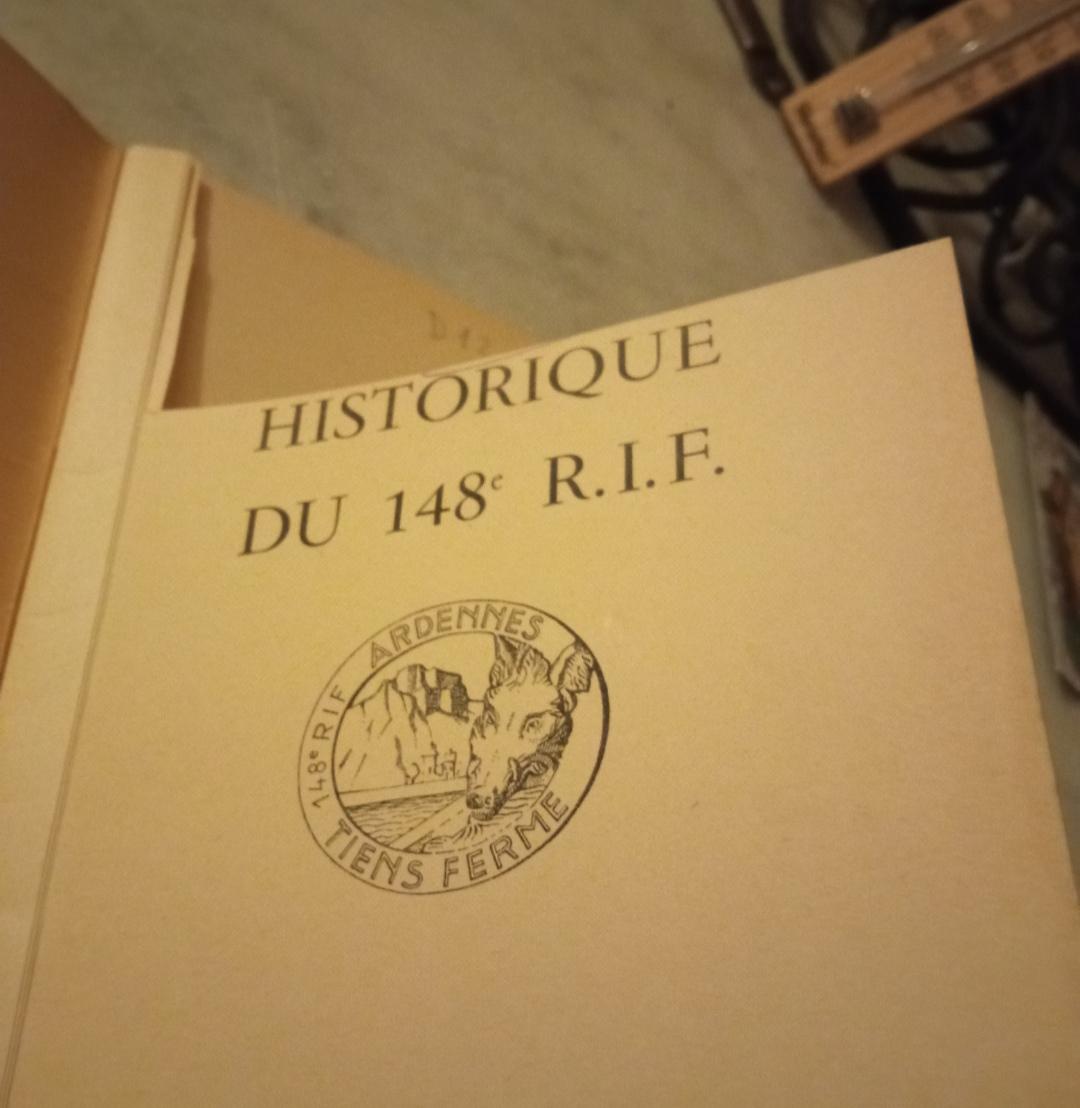 HISTORIQUE
DU 148e R.I.F.
ARDENNES
148e RIF
TIENS FERME